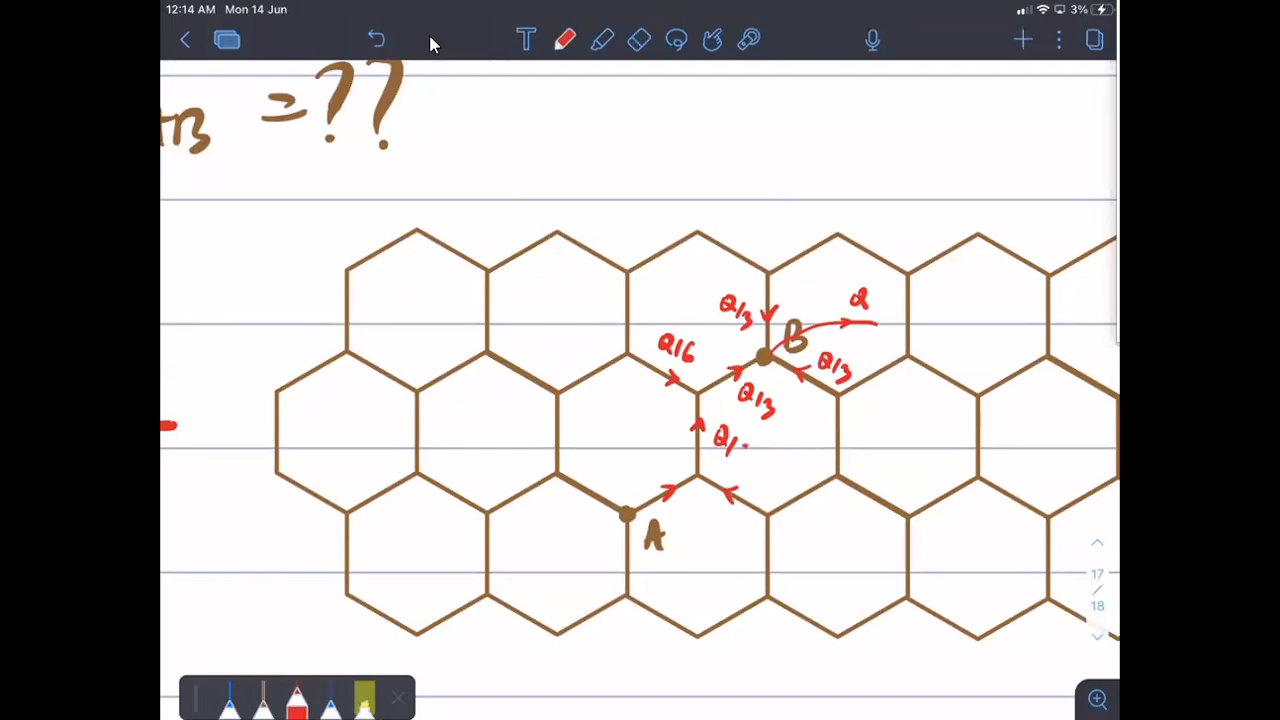 12:14 AM Mon 14 Jun
3%
T
B = ??
Q/3
Q
B
Q/6
Q/3
Q/3
Q/
A
17
/
18